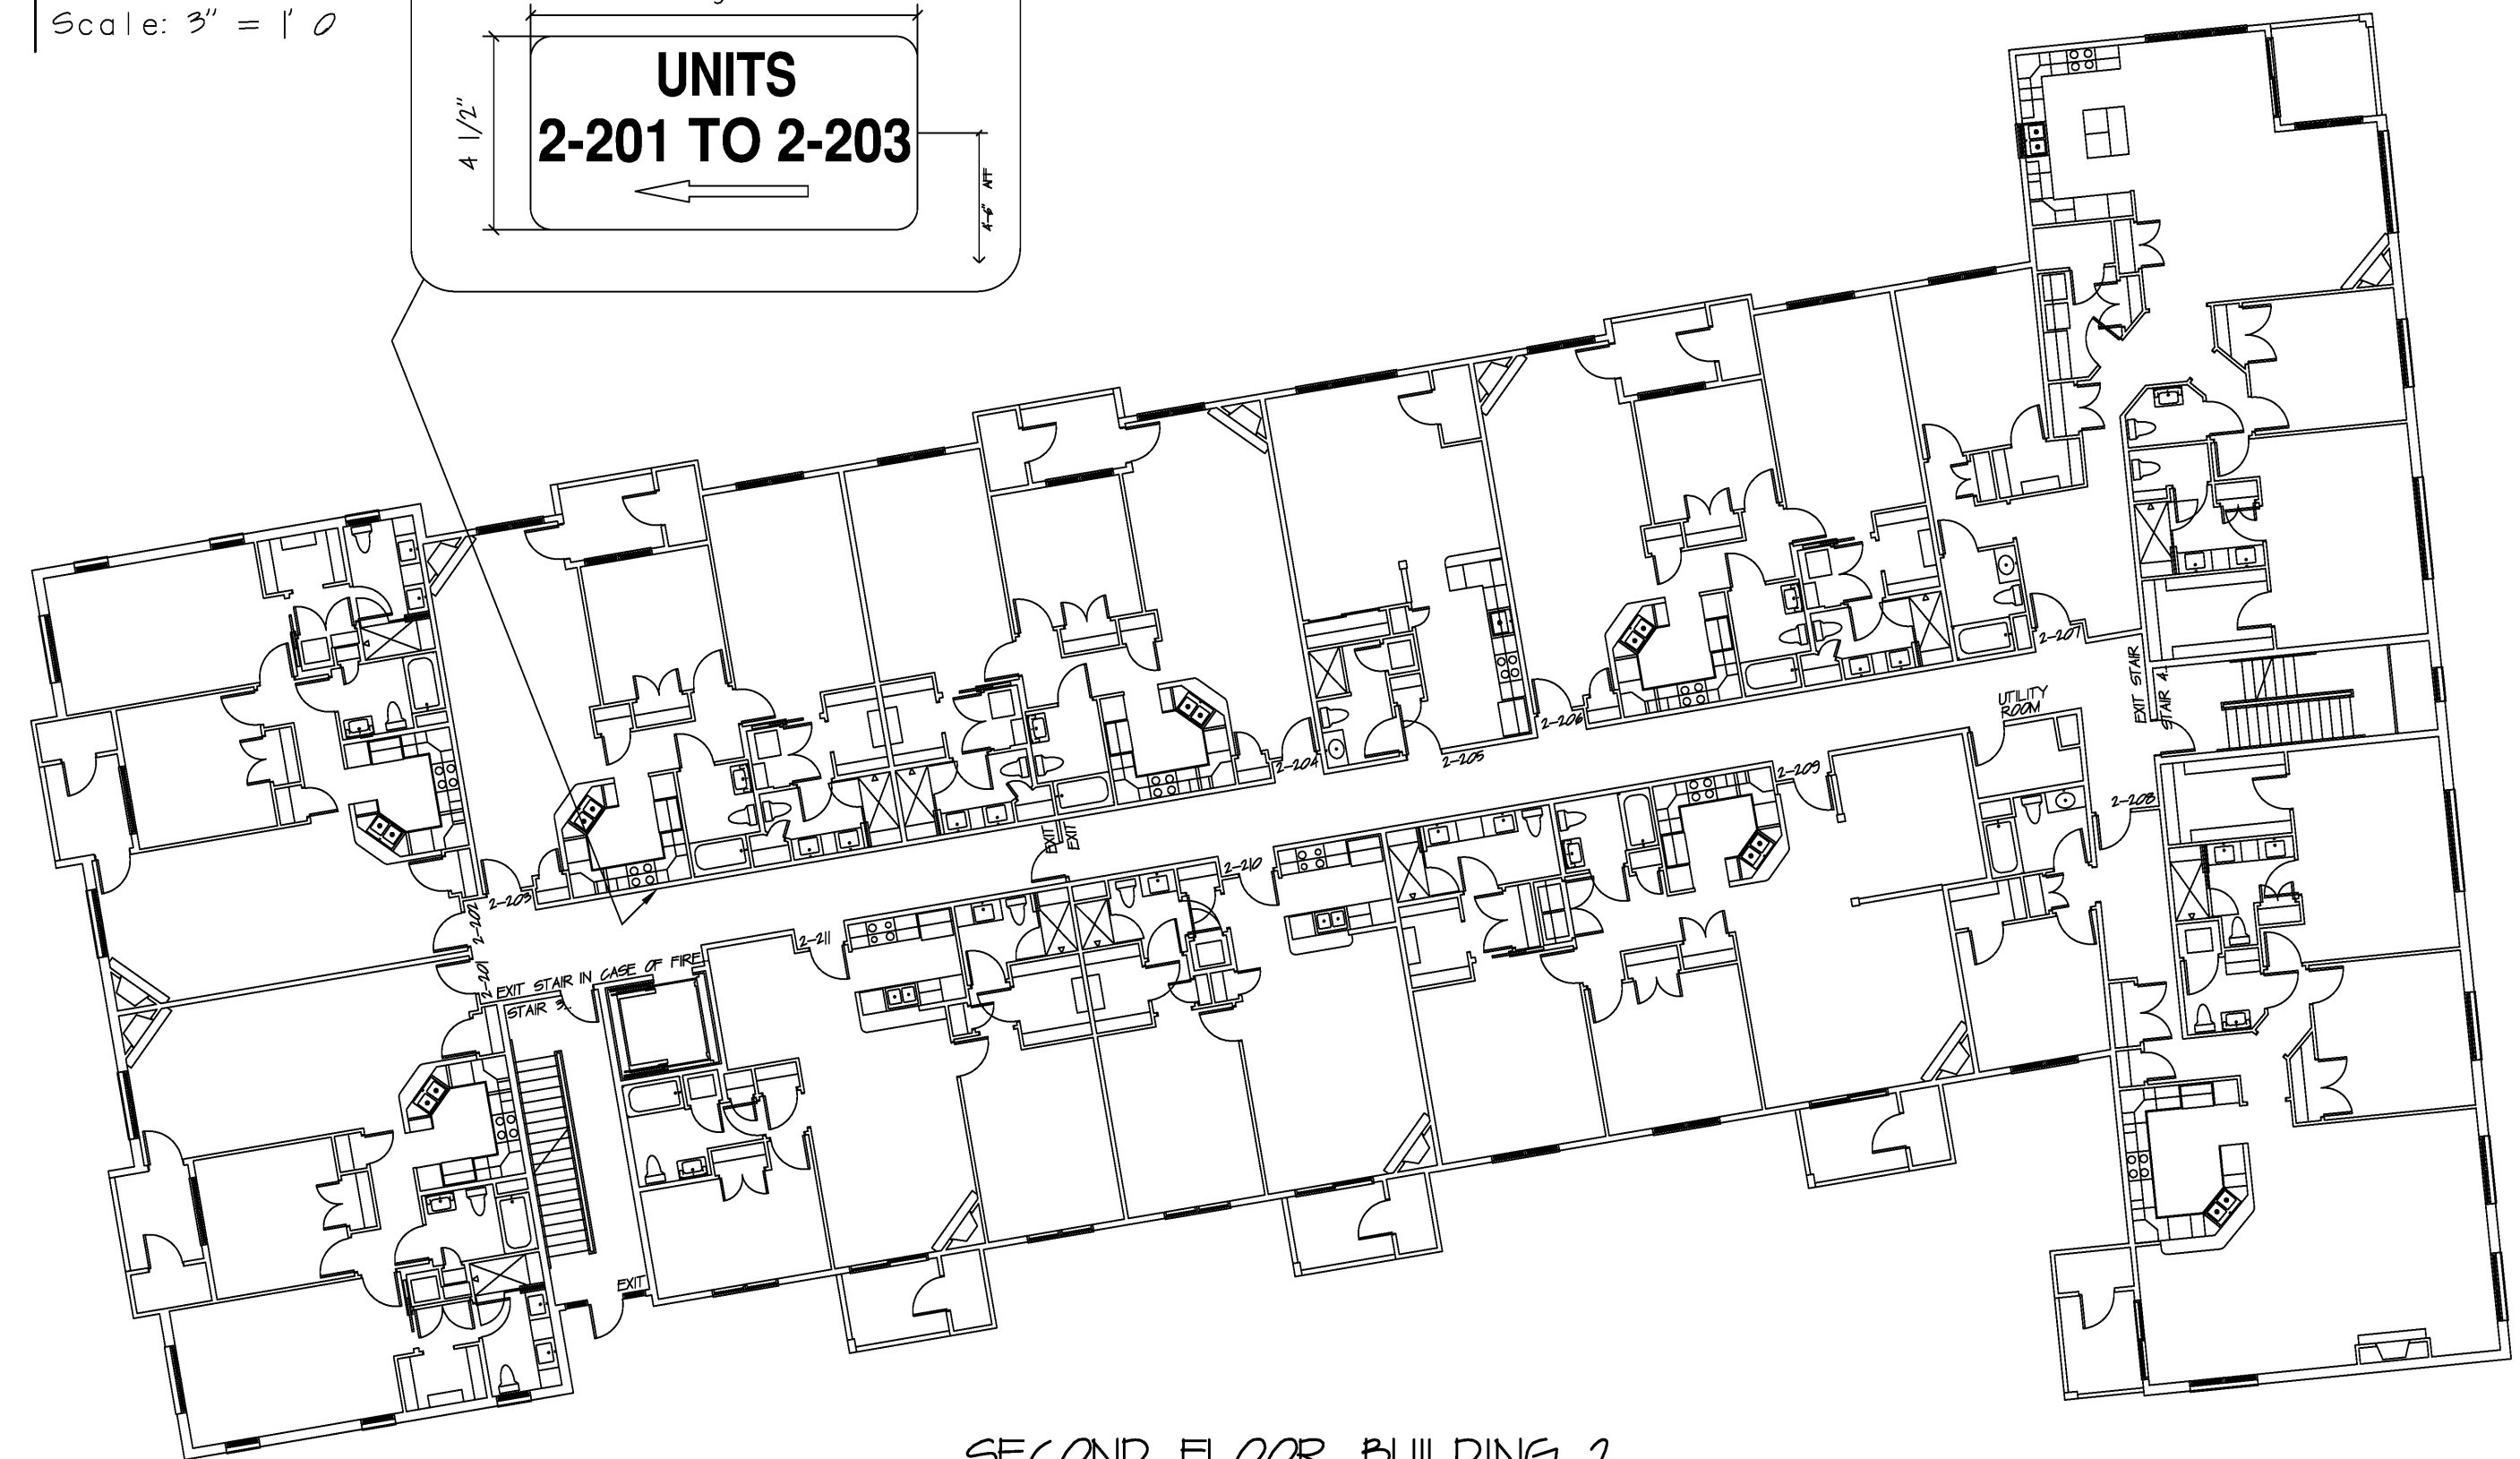 Scale: 3" = 1' 0
UNITS
2-201 TO 2-203
4 1/2"
4'-6" AFF
2-207
EXIT STAIR
STAIR 4
UTILITY
ROOM
2-206
2-205
2-204
2-209
2-208
EXIT
EXIT
2-210
2-203
2-202
2-211
2-201
EXIT STAIR IN CASE OF FIRE
STAIR 3
EXIT
SECOND FLOOR BUILDING 2